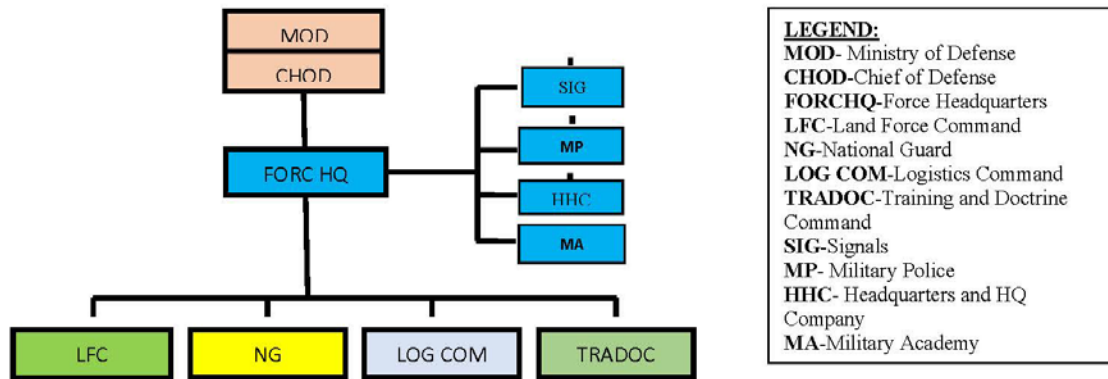 MOD
CHOD
FORC HQ
SIG
MP
HHC
MA
LFC
NG
LOG COM
TRADOC
LEGEND:
MOD- Ministry of Defense
CHOD-Chief of Defense
FORCHQ-Force Headquarters
LFC-Land Force Command
NG-National Guard
LOG COM-Logistics Command
TRADOC-Training and Doctrine
Command
SIG-Signals
MP- Military Police
HHC- Headquarters and HQ
Company
MA-Military Academy